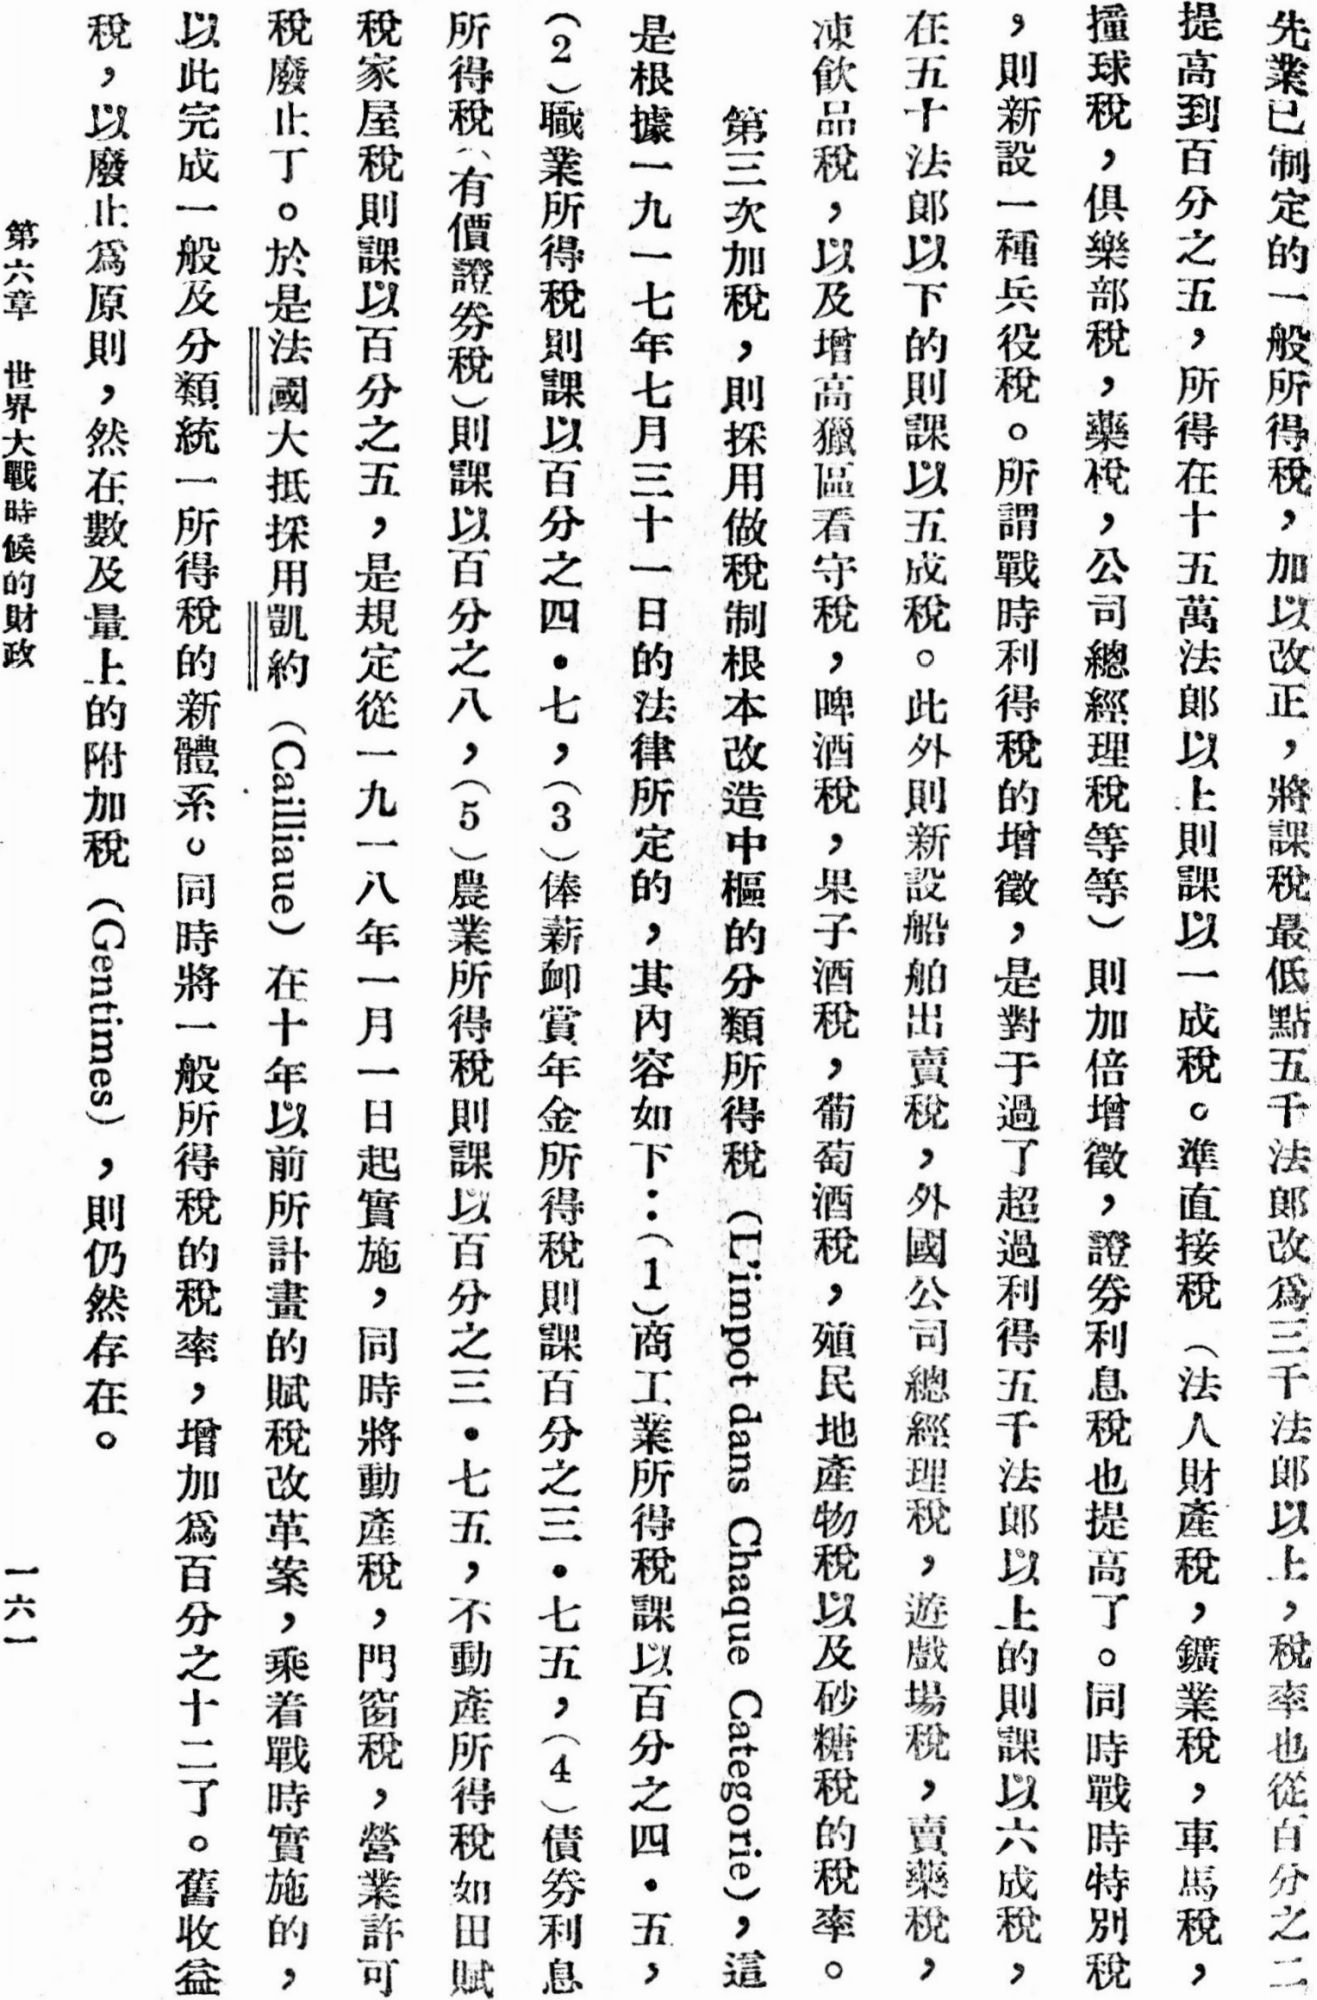 先業已制定的一般所得稅，加以改正，將課稅最低點五千法郎改爲三千法郎以上，稅率也從百分之二
提高到百分之五，所得在十五萬法郎以上則課以一成稅。準直接稅（法人財產稅，鑛業稅，車馬稅，
撞球稅，俱樂部稅，藥稅，公司總經理稅等等）則加倍增徵，證券利息稅也提高了。同時戰時特別稅
，則新設一種兵役稅。所謂戰時利得稅的增徵，是對于過了超過利得五千法郎以上的則課以六成稅，
在五十法郎以下的則課以五成稅。此外則新設船舶出賣稅，外國公司總經理稅，遊戲場稅，賣藥稅，
凍飲品稅，以及增高獵區看守稅，啤酒稅，果子酒稅，葡萄酒稅，殖民地產物稅以及砂糖稅的稅率。
第三次加稅，則採用做稅制根本改造中樞的分類所得稅（L'impot dans Chaque Categorie），這
是根據一九一七年七月三十一日的法律所定的，其內容如下：（1）商工業所得稅課以百分之四·五，
（2）職業所得稅則課以百分之四·七，（3）俸薪卹賞年金所得稅則課百分之三·七五，（4）債券利息
所得稅（有價證券稅）則課以百分之八，（5）農業所得稅則課以百分之三·七五，不動產所得稅如田賦
稅家屋稅則課以百分之五，是規定從一九一八年一月一日起實施，同時將動產稅，門窗稅，營業許可
稅廢止丁。於是法國大抵採用凱約（Cailliaue）在十年以前所計畫的賦稅改革案，乘着戰時實施的，
以此完成一般及分類統一所得稅的新體系。同時將一般所得稅的稅率，增加爲百分之十二了。舊收益
稅，以廢止爲原則，然在數及量上的附加稅（Gentimes），則仍然存在。
第六章　世界大戰時候的財政
一六一